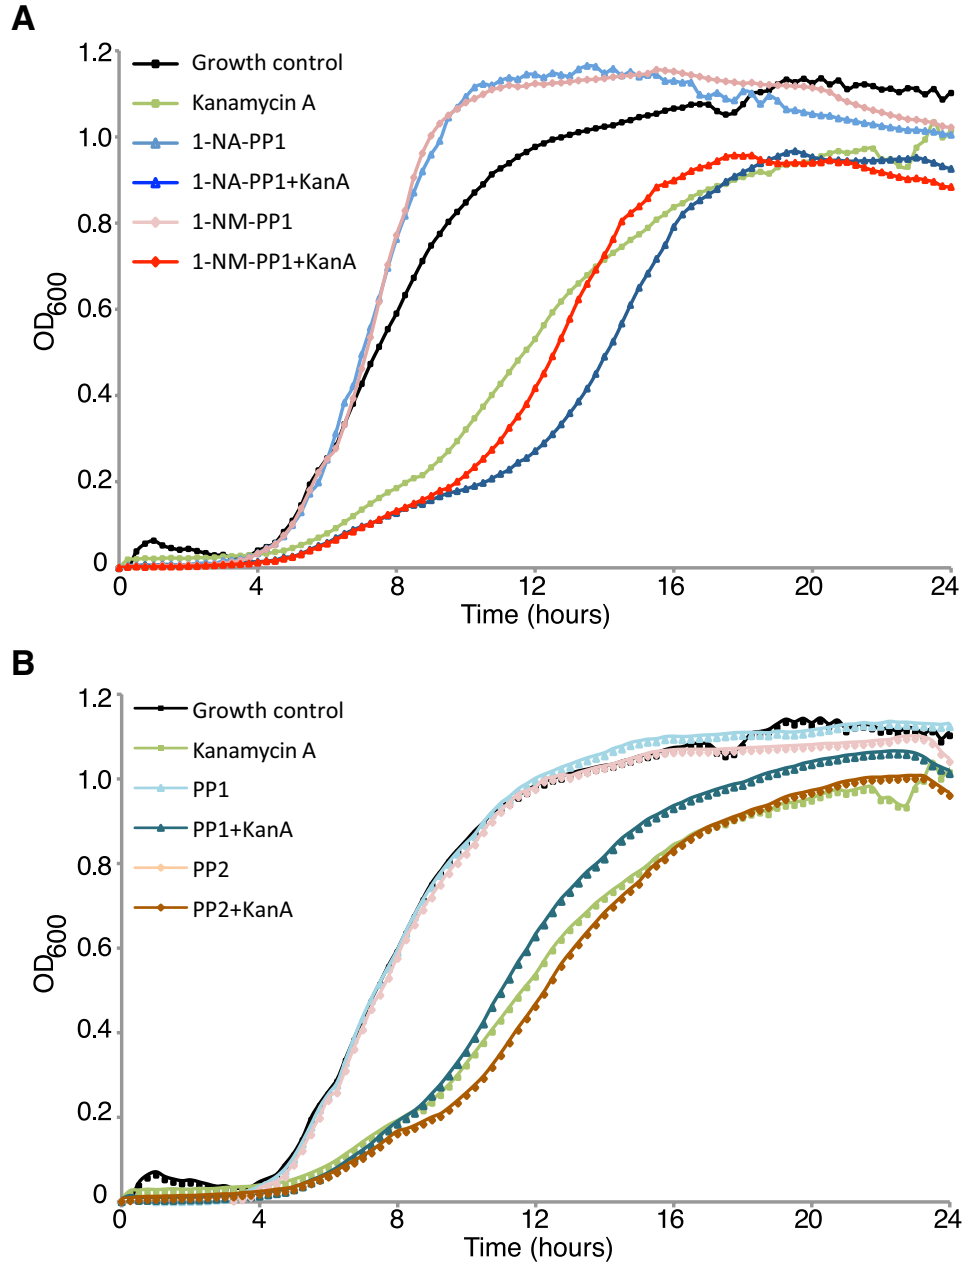 A
1.2
1.0
0.8
0.6
0.4
0.2
0
OD600
Growth control
Kanamycin A
1-NA-PP1
1-NA-PP1+KanA
1-NM-PP1
1-NM-PP1+KanA
0 4 8 12 16 20 24
Time (hours)
B
1.2
1.0
0.8
0.6
0.4
0.2
0
OD600
Growth control
Kanamycin A
PP1
PP1+KanA
PP2
PP2+KanA
0 4 8 12 16 20 24
Time (hours)